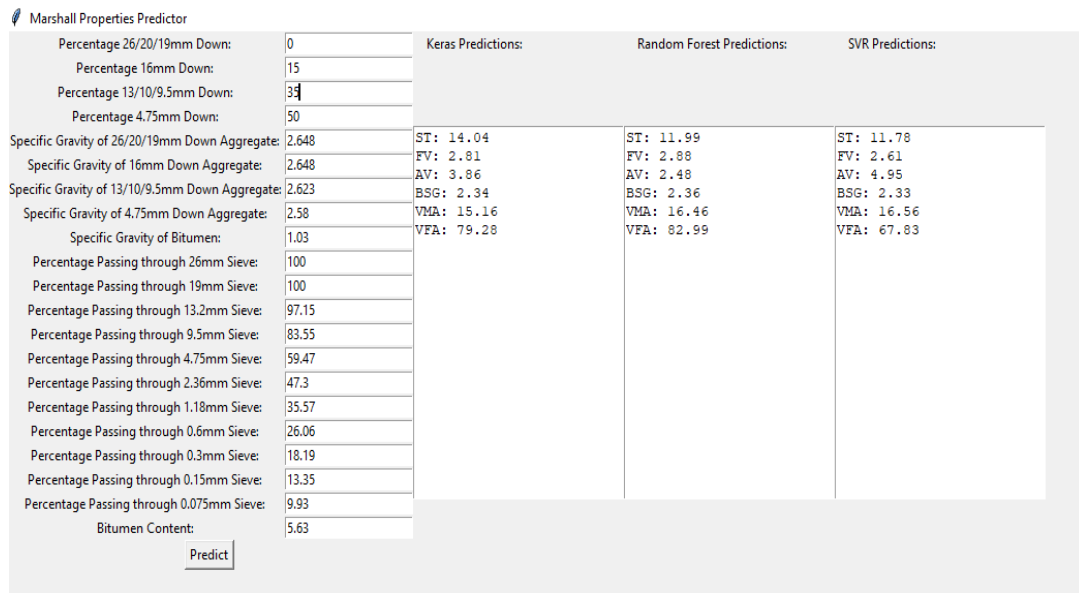 Marshall Properties Predictor
Percentage 26/20/19mm Down: 0 Keras Predictions: Random Forest Predictions: SVR Predictions:
Percentage 16mm Down: 15
Percentage 13/10/9.5mm Down: 35
Percentage 4.75mm Down: 50
Specific Gravity of 26/20/19mm Down Aggregate: 2.648 ST: 14.04 ST: 11.99 ST: 11.78
FV: 2.81 FV: 2.88 FV: 2.61
Specific Gravity of 16mm Down Aggregate: 2.648 AV: 3.86 AV: 2.48 AV: 4.95
Specific Gravity of 13/10/9.5mm Down Aggregate: 2.623 BSG: 2.34 BSG: 2.36 BSG: 2.33
Specific Gravity of 4.75mm Down Aggregate: 2.58 VMA: 15.16 VMA: 16.46 VMA: 16.56
Specific Gravity of Bitumen: 1.03 VFA: 79.28 VFA: 82.99 VFA: 67.83
Percentage Passing through 26mm Sieve: 100
Percentage Passing through 19mm Sieve: 100
Percentage Passing through 13.2mm Sieve: 97.15
Percentage Passing through 9.5mm Sieve: 83.55
Percentage Passing through 4.75mm Sieve: 59.47
Percentage Passing through 2.36mm Sieve: 47.3
Percentage Passing through 1.18mm Sieve: 35.57
Percentage Passing through 0.6mm Sieve: 26.06
Percentage Passing through 0.3mm Sieve: 18.19
Percentage Passing through 0.15mm Sieve: 13.35
Percentage Passing through 0.075mm Sieve: 9.93
Bitumen Content: 5.63
Predict